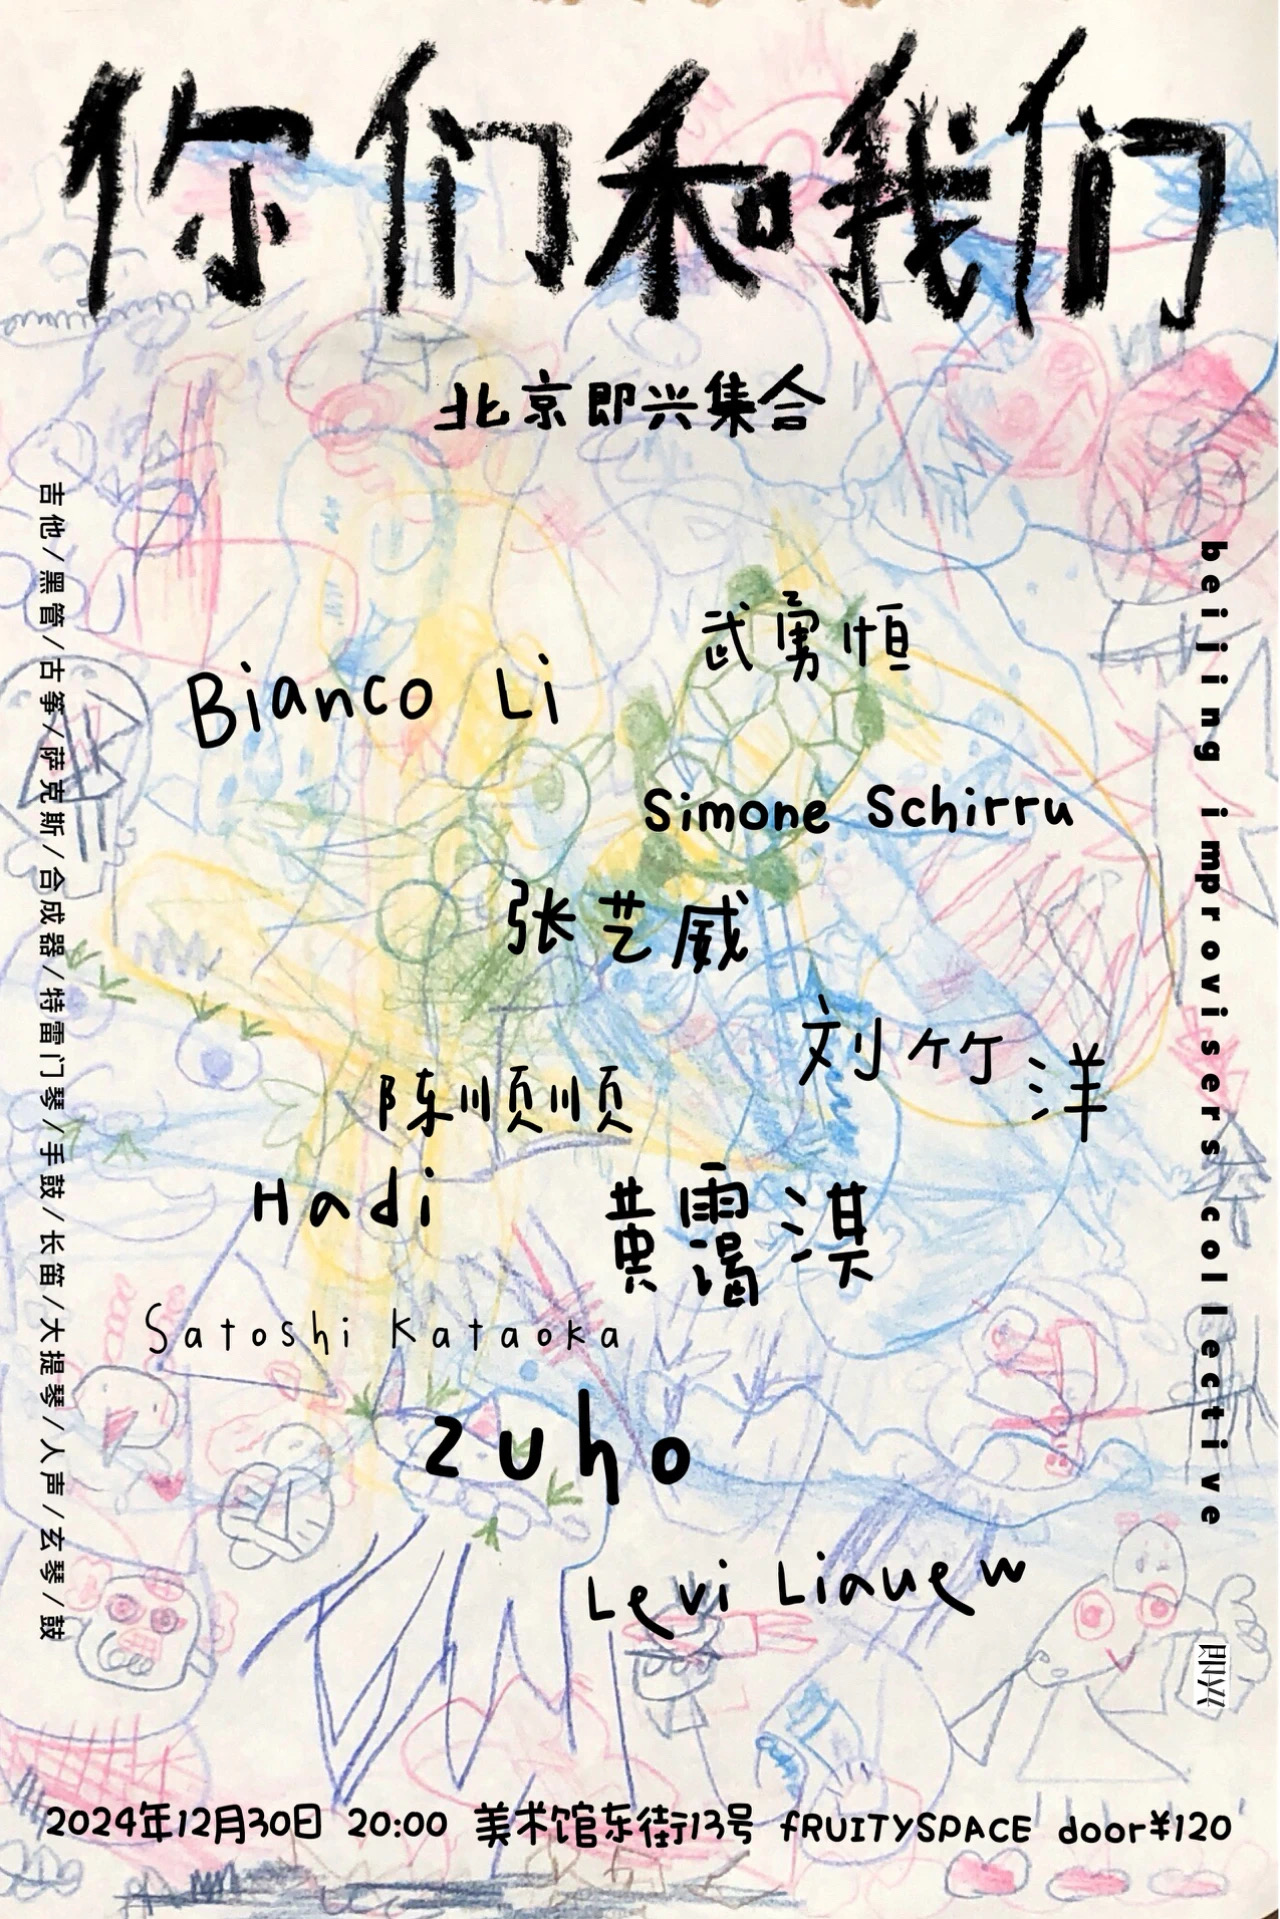 你们和我们
北京即兴集合
吉他/黑管/古筝/萨克斯/合成器/特雷门琴/手鼓/长笛/大提琴/人声/玄琴/鼓
beijing improvisers collective
武勇恒
Bianco Li
Simone Schirru
张艺威
刘竹洋
陈顺顺
Hadi
黄霭淇
Satoshi Kataoka
zuho
Levi Liauew
即兴
2024年12月30日 20:00 美术馆东街13号 fRUITYSPACE door¥120